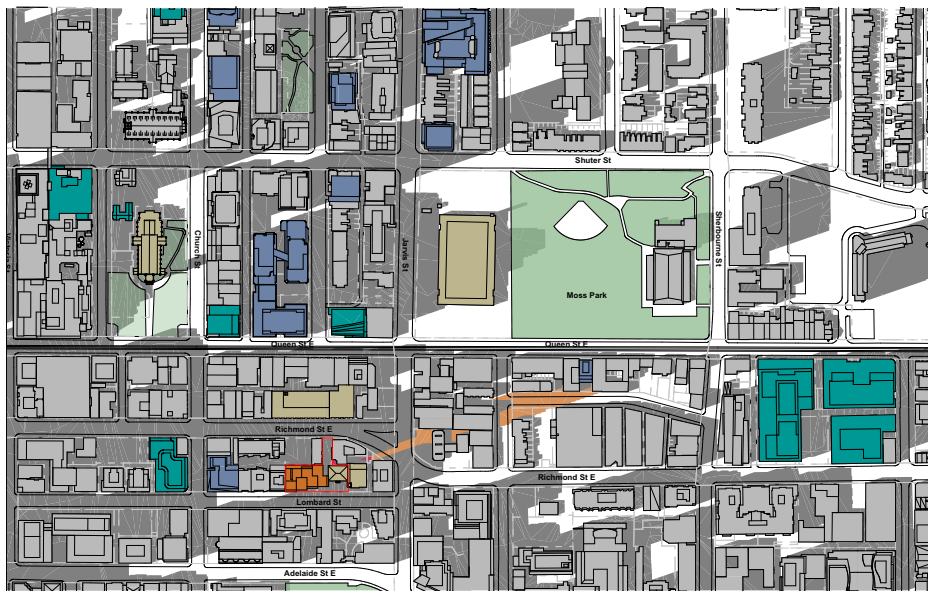 Shuter St
Church St
Jarvis St
Sherbourne St
Moss Park
Queen St E
Queen St E
Richmond St E
Richmond St E
Lombard St
Adelaide St E